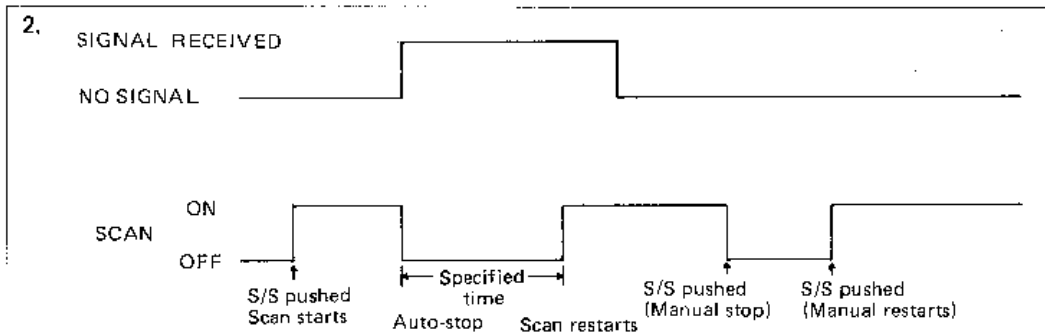 2.
SIGNAL RECEIVED
NO SIGNAL
ON
SCAN
OFF
Specified
time
S/S pushed
Scan starts
Auto-stop
Scan restarts
S/S pushed
(Manual stop)
S/S pushed
(Manual restarts)